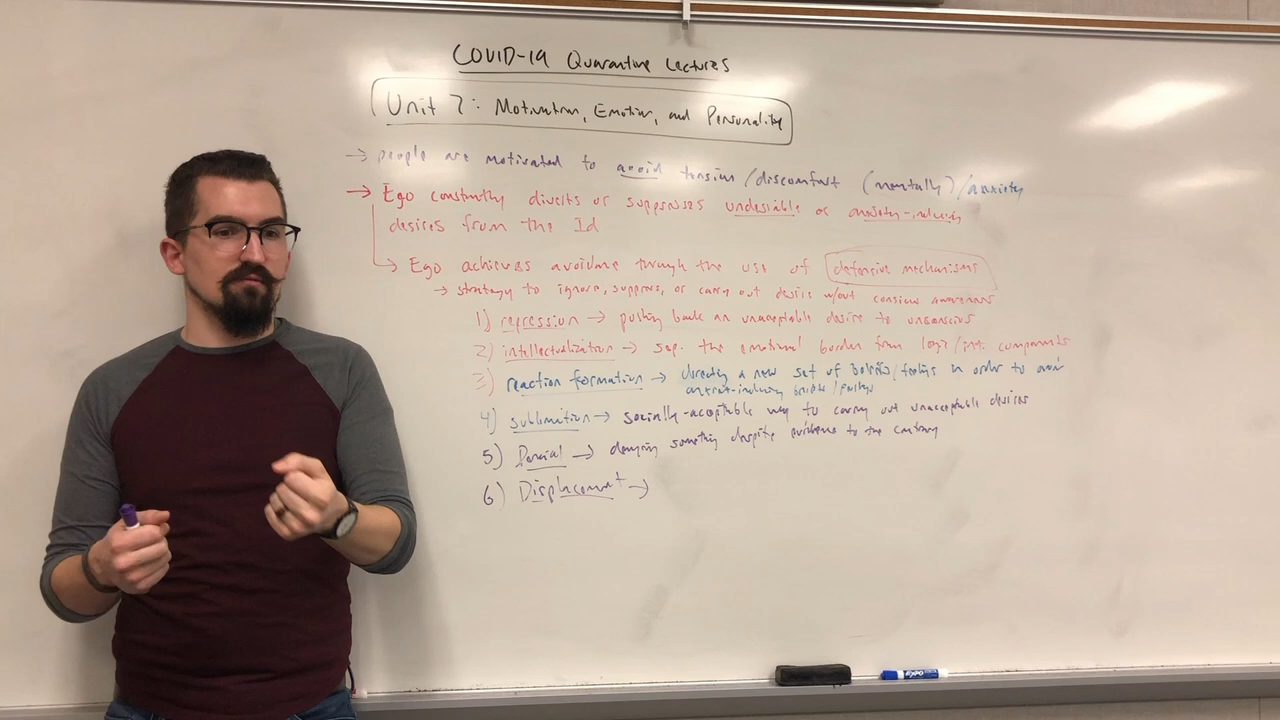 COVID-19 Quarantine Lectures
Unit 7: Motivation, Emotion, and Personality
→ people are motivated to avoid tension/discomfort (mentally)/anxiety
→ Ego constantly diverts or suppresses undesirable or anxiety-inducing
desires from the Id
Ego achieves avoidance through the use of defensive mechanisms
→ strategy to ignore, suppress, or carry out desire w/out conscious awareness
1) repression → pushing back an unacceptable desire to unconscious
2) intellectualization → sep. the emotional border from logic/ components
3) reaction formation → directing a new set of beliefs/feelings in order to avoid
beliefs/feelings
4) sublimation → socially-acceptable way to carry out unacceptable desires
5) Denial → denying something despite evidence to the contrary
6) Displacement →
EXPO